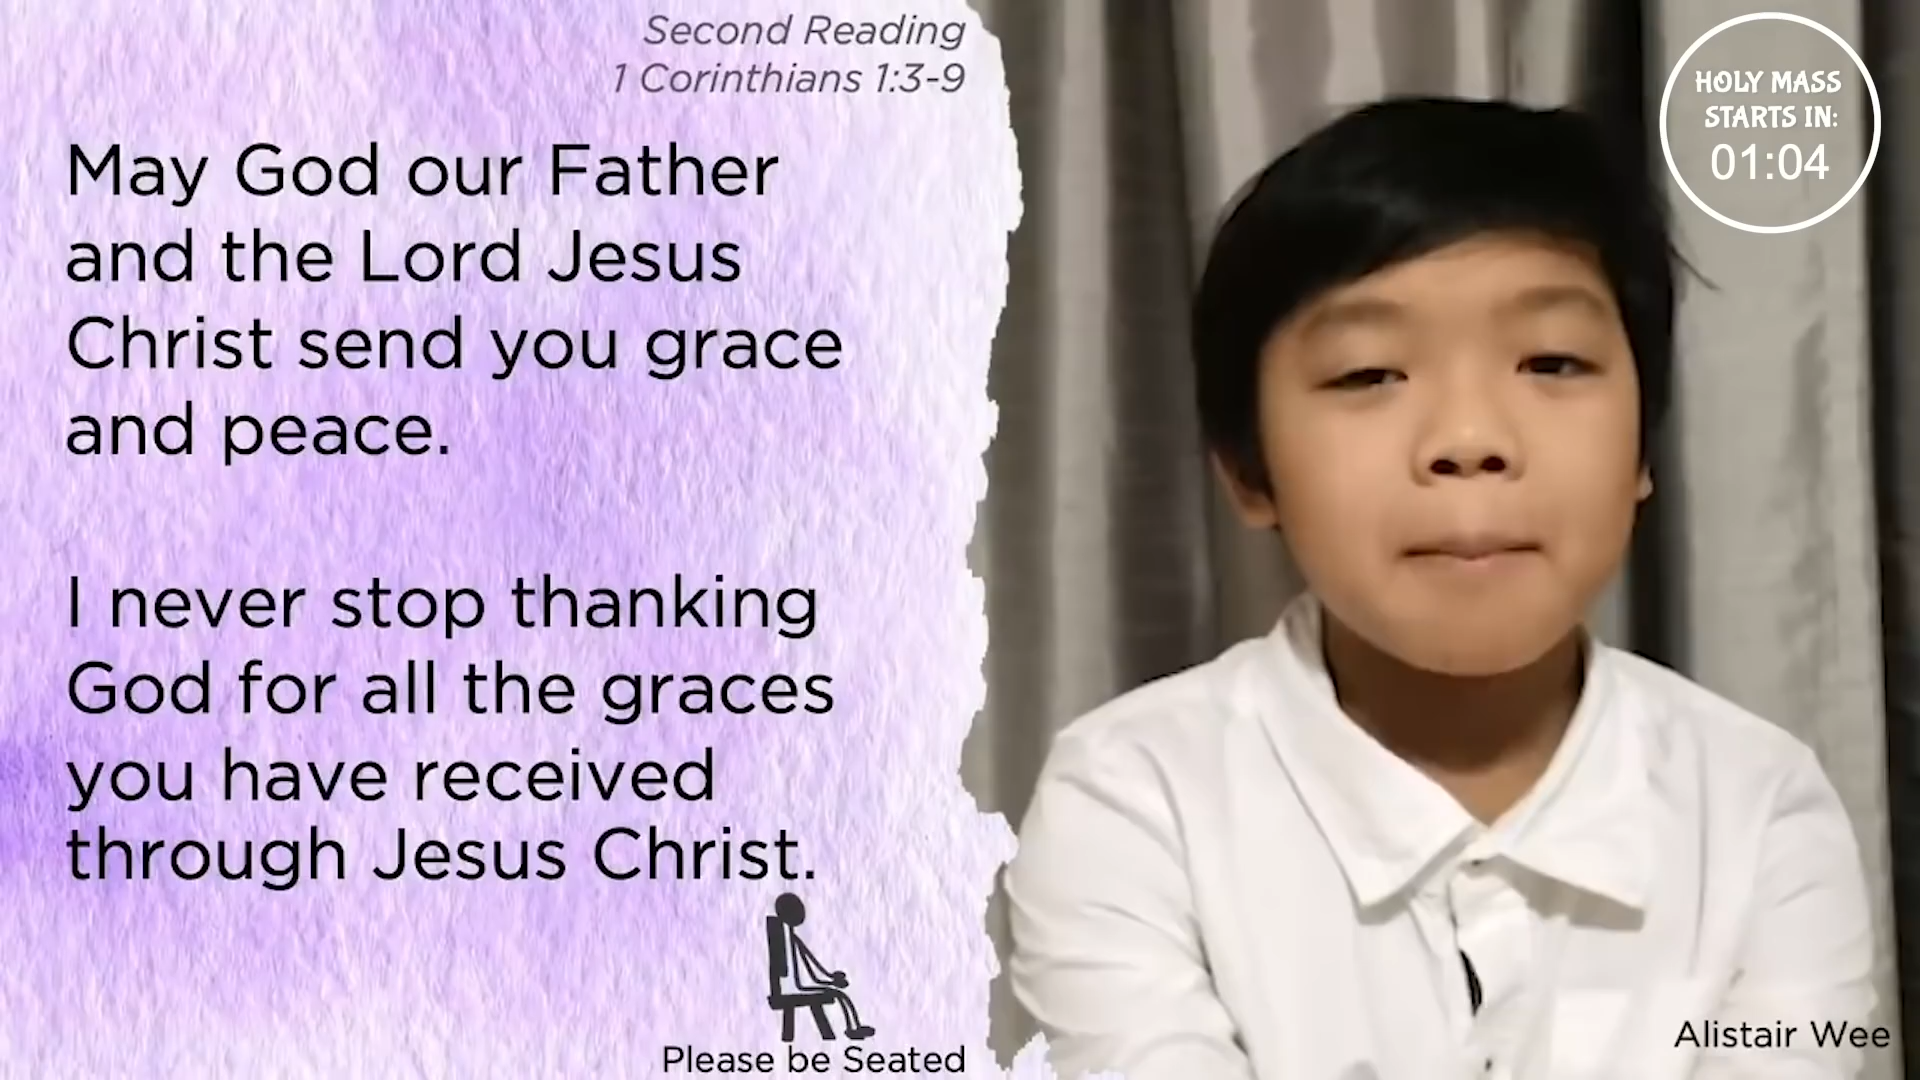 Second Reading
1 Corinthians 1:3-9
May God our Father
and the Lord Jesus
Christ send you grace
and peace.
I never stop thanking
God for all the graces
you have received
through Jesus Christ.
Please be Seated
HOLY MASS
STARTS IN:
01:04
Alistair Wee